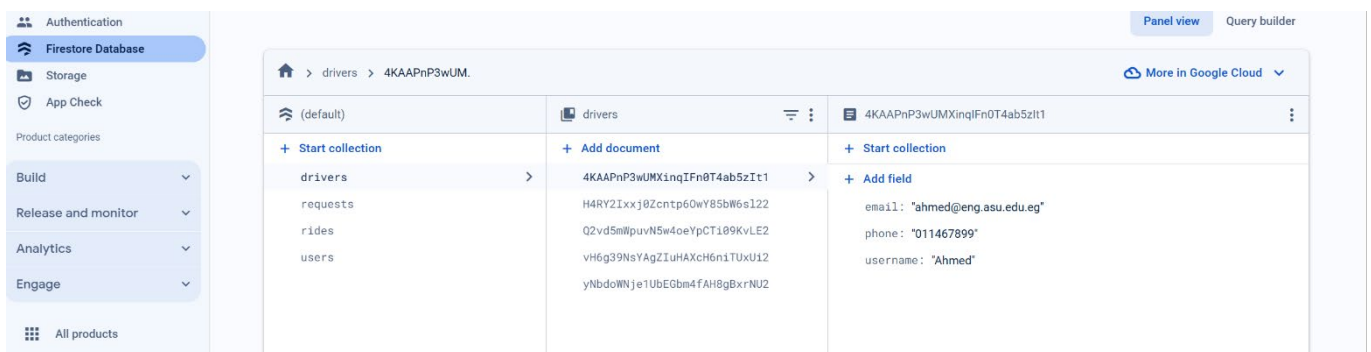 Authentication
Firestore Database
Storage
App Check
Product categories
Build
Release and monitor
Analytics
Engage
All products
Panel view Query builder
drivers > 4KAAPnP3wUM.
More in Google Cloud
(default)
+ Start collection
drivers
requests
rides
users
drivers
+ Add document
4KAAPnP3wUMXinqIFn0T4ab5zIt1
H4RY2Ixxj0Zcntp6OwY85bW6sl22
Q2vd5mWpuvN5w4oeYpCTi09KvLE2
vH6g39NsYAgZIuHAXcH6niTUxUi2
yNbdoWNje1UbEGbm4fAH8gBxrNU2
4KAAPnP3wUMXinqIFn0T4ab5zIt1
+ Start collection
+ Add field
email: "ahmed@eng.asu.edu.eg"
phone: "011467899"
username: "Ahmed"